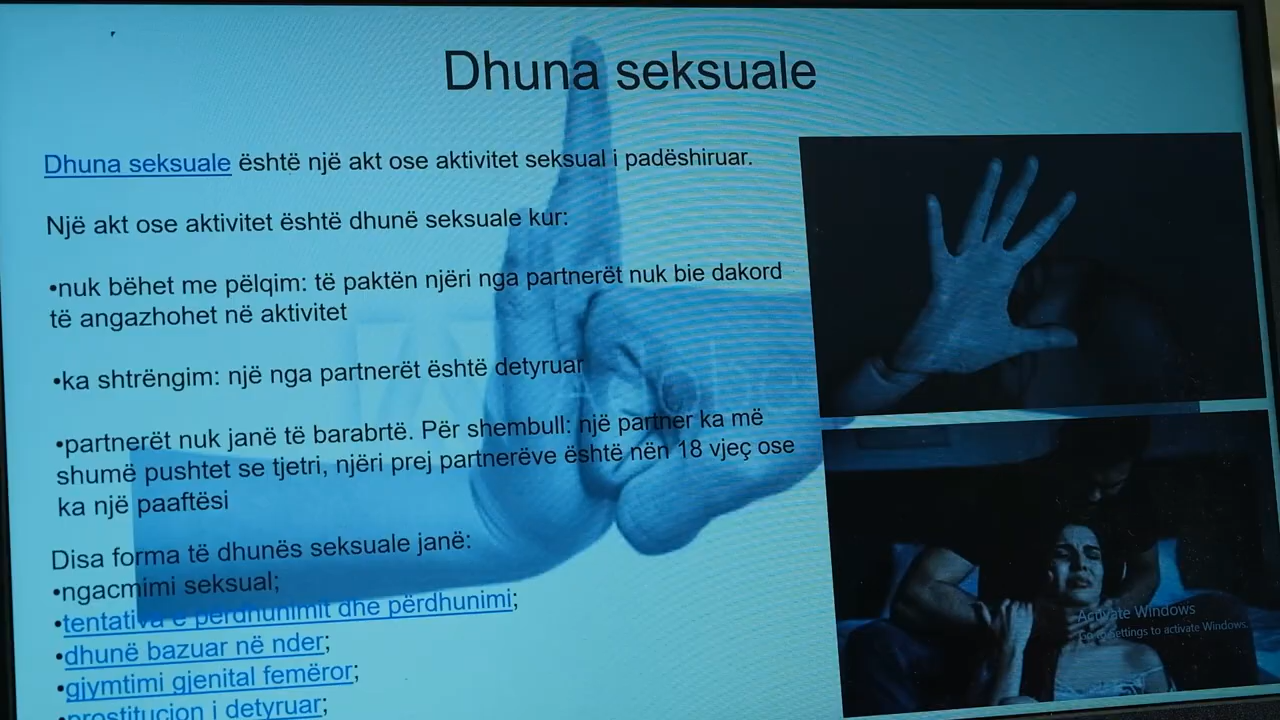 Dhuna seksuale
Dhuna seksuale është një akt ose aktivitet seksual i padëshiruar.
Një akt ose aktivitet është dhunë seksuale kur:
•nuk bëhet me pëlqim: të paktën njëri nga partnerët nuk bie dakord
të angazhohet në aktivitet
•ka shtrëngim: një nga partnerët është detyruar
•partnerët nuk janë të barabrtë. Për shembull: një partner ka më
shumë pushtet se tjetri, njëri prej partnerëve është nën 18 vjeç ose
ka një paaftësi
Disa forma të dhunës seksuale janë:
•ngacmimi seksual;
•tentativa e përdhunimit dhe përdhunimi;
•dhunë bazuar në nder;
•gjymtimi gjenital femëror;
•prostitucion i detyruar;
Activate Windows
Go to Settings to activate Windows.